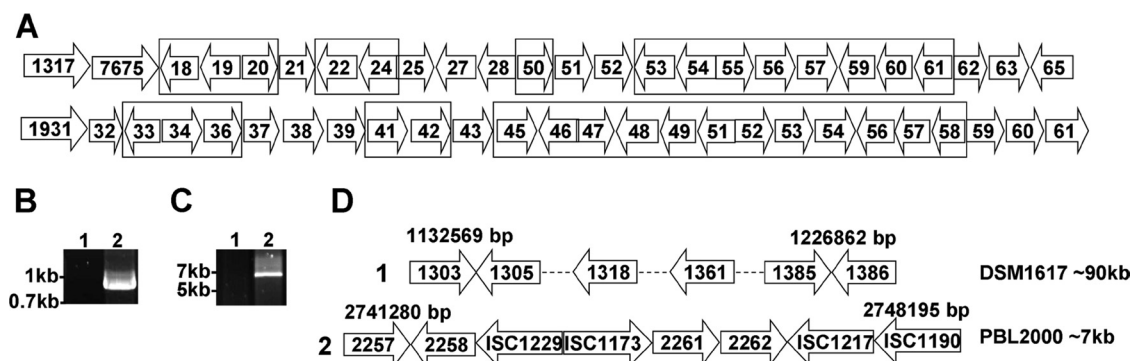 A
1317 7675 18 19 20 21 22 24 25 27 28 50 51 52 53 54 55 56 57 59 60 61 62 63 65
1931 32 33 34 36 37 38 39 41 42 43 45 46 47 48 49 51 52 53 54 56 57 58 59 60 61
B C D
1 2 1 2
1kb
0.7kb
7kb
5kb
1132569 bp 1226862 bp
1 1303 1305 1318 1361 1385 1386 DSM1617 ~90kb
2741280 bp 2748195 bp
2 2257 2258 ISC1229 ISC1173 2261 2262 ISC1217 ISC1190 PBL2000 ~7kb